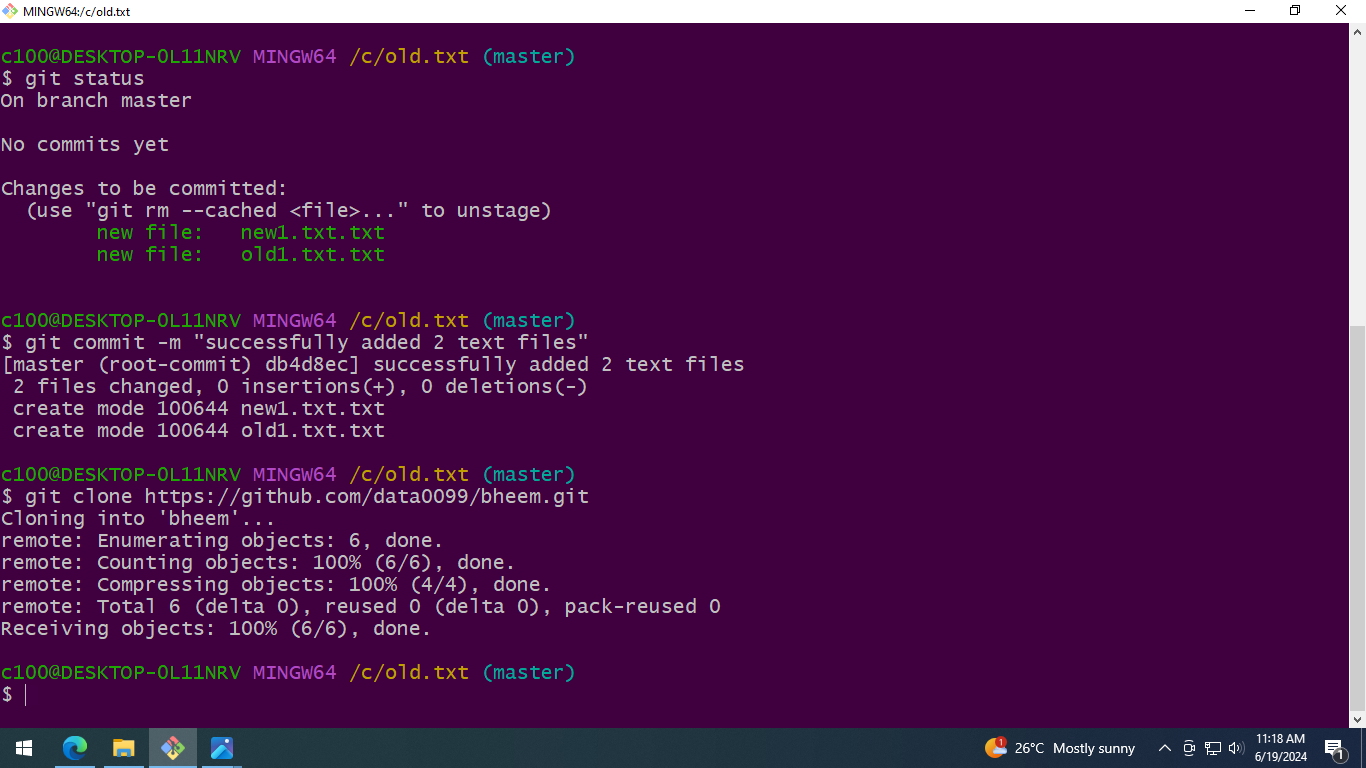 MINGW64:/c/old.txt
c100@DESKTOP-0L11NRV MINGW64 /c/old.txt (master)
$ git status
On branch master
No commits yet
Changes to be committed:
  (use "git rm --cached <file>..." to unstage)
        new file:   new1.txt.txt
        new file:   old1.txt.txt
c100@DESKTOP-0L11NRV MINGW64 /c/old.txt (master)
$ git commit -m "successfully added 2 text files"
[master (root-commit) db4d8ec] successfully added 2 text files
 2 files changed, 0 insertions(+), 0 deletions(-)
 create mode 100644 new1.txt.txt
 create mode 100644 old1.txt.txt
c100@DESKTOP-0L11NRV MINGW64 /c/old.txt (master)
$ git clone https://github.com/data0099/bheem.git
Cloning into 'bheem'...
remote: Enumerating objects: 6, done.
remote: Counting objects: 100% (6/6), done.
remote: Compressing objects: 100% (4/4), done.
remote: Total 6 (delta 0), reused 0 (delta 0), pack-reused 0
Receiving objects: 100% (6/6), done.
c100@DESKTOP-0L11NRV MINGW64 /c/old.txt (master)
$
1
26°C Mostly sunny
11:18 AM
6/19/2024
1